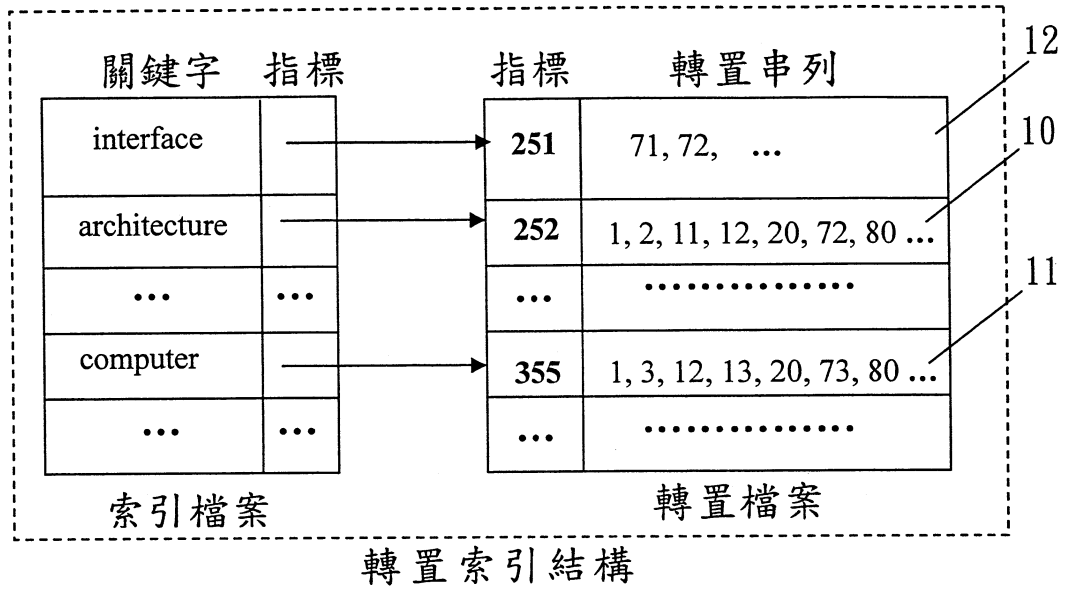 關鍵字 指標 指標 轉置串列 12
interface 251 71, 72, ...
10
architecture 252 1, 2, 11, 12, 20, 72, 80 ...
... ... ... ...............
11
computer 355 1, 3, 12, 13, 20, 73, 80 ...
... ... ... ...............
索引檔案 轉置檔案
轉置索引結構